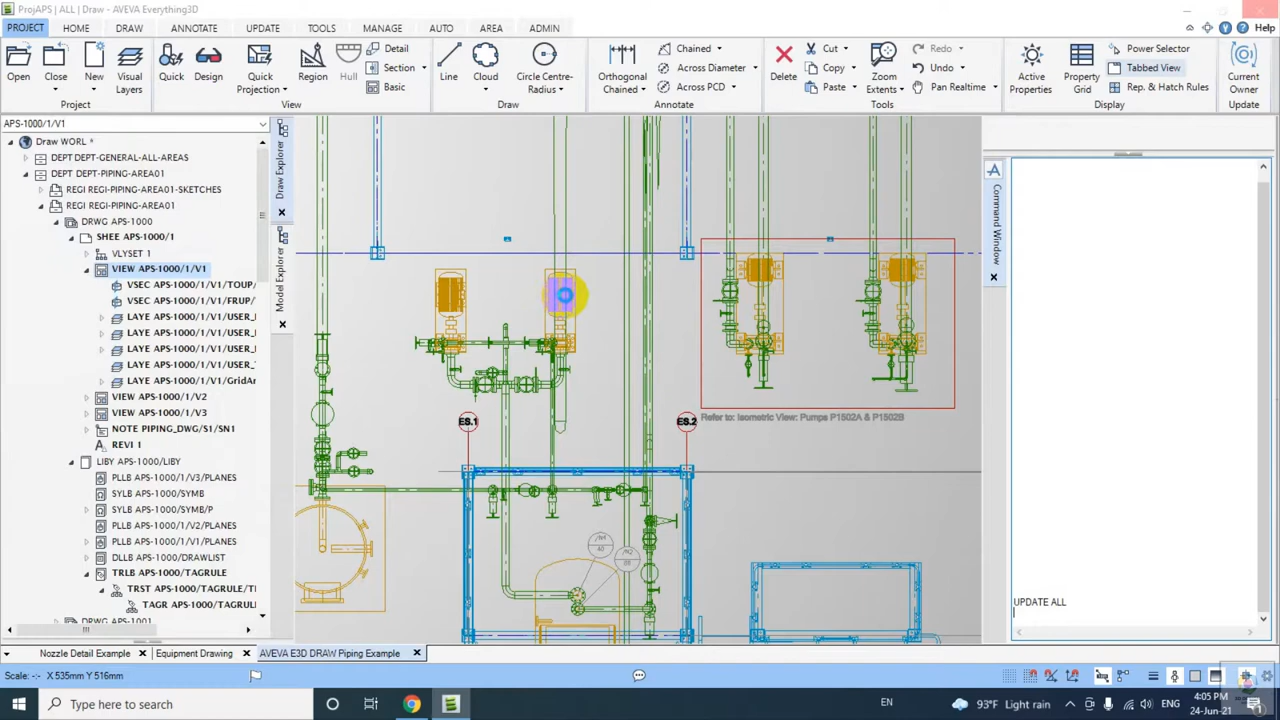 ProjAPS | ALL | Draw - AVEVA Everything3D
PROJECT HOME DRAW ANNOTATE UPDATE TOOLS MANAGE AUTO AREA ADMIN Help
Open Close New Visual Layers
Project
Quick Design Quick Projection Region Hull Detail Section Basic
View
Line Cloud Circle Centre-Radius
Draw
Orthogonal Chained Chained Across Diameter Across PCD
Annotate
Delete Cut Copy Paste Zoom Extents Redo Undo Pan Realtime
Tools
Active Properties Property Grid Power Selector Tabbed View Rep. & Hatch Rules
Display
Current Owner
Update
APS-1000/1/V1
Draw WORL *
DEPT DEPT-GENERAL-ALL-AREAS
DEPT DEPT-PIPING-AREA01
REGI REGI-PIPING-AREA01-SKETCHES
REGI REGI-PIPING-AREA01
DRWG APS-1000
SHEE APS-1000/1
VLYSET 1
VIEW APS-1000/1/V1
VSEC APS-1000/1/V1/TOUP/
VSEC APS-1000/1/V1/FRUP/
LAYE APS-1000/1/V1/USER_I
LAYE APS-1000/1/V1/USER_I
LAYE APS-1000/1/V1/USER_I
LAYE APS-1000/1/V1/USER_
LAYE APS-1000/1/V1/GridAr
VIEW APS-1000/1/V2
VIEW APS-1000/1/V3
NOTE PIPING_DWG/S1/SN1
REVI 1
LIBY APS-1000/LIBY
PLLB APS-1000/1/V3/PLANES
SYLB APS-1000/SYMB
SYLB APS-1000/SYMB/P
PLLB APS-1000/1/V2/PLANES
PLLB APS-1000/1/V1/PLANES
DLLB APS-1000/DRAWLIST
TRLB APS-1000/TAGRULE
TRST APS-1000/TAGRULE/TI
TAGR APS-1000/TAGRULE
DRWG APS-1001
Draw Explorer
Model Explorer
ES.1
ES.2
Refer to: Isometric View: Pumps P1502A & P1502B
Command Window
UPDATE ALL
Nozzle Detail Example Equipment Drawing AVEVA E3D DRAW Piping Example
Scale: -:- X 535mm Y 516mm
Type here to search
EN
93°F Light rain
4:05 PM
24-Jun-21